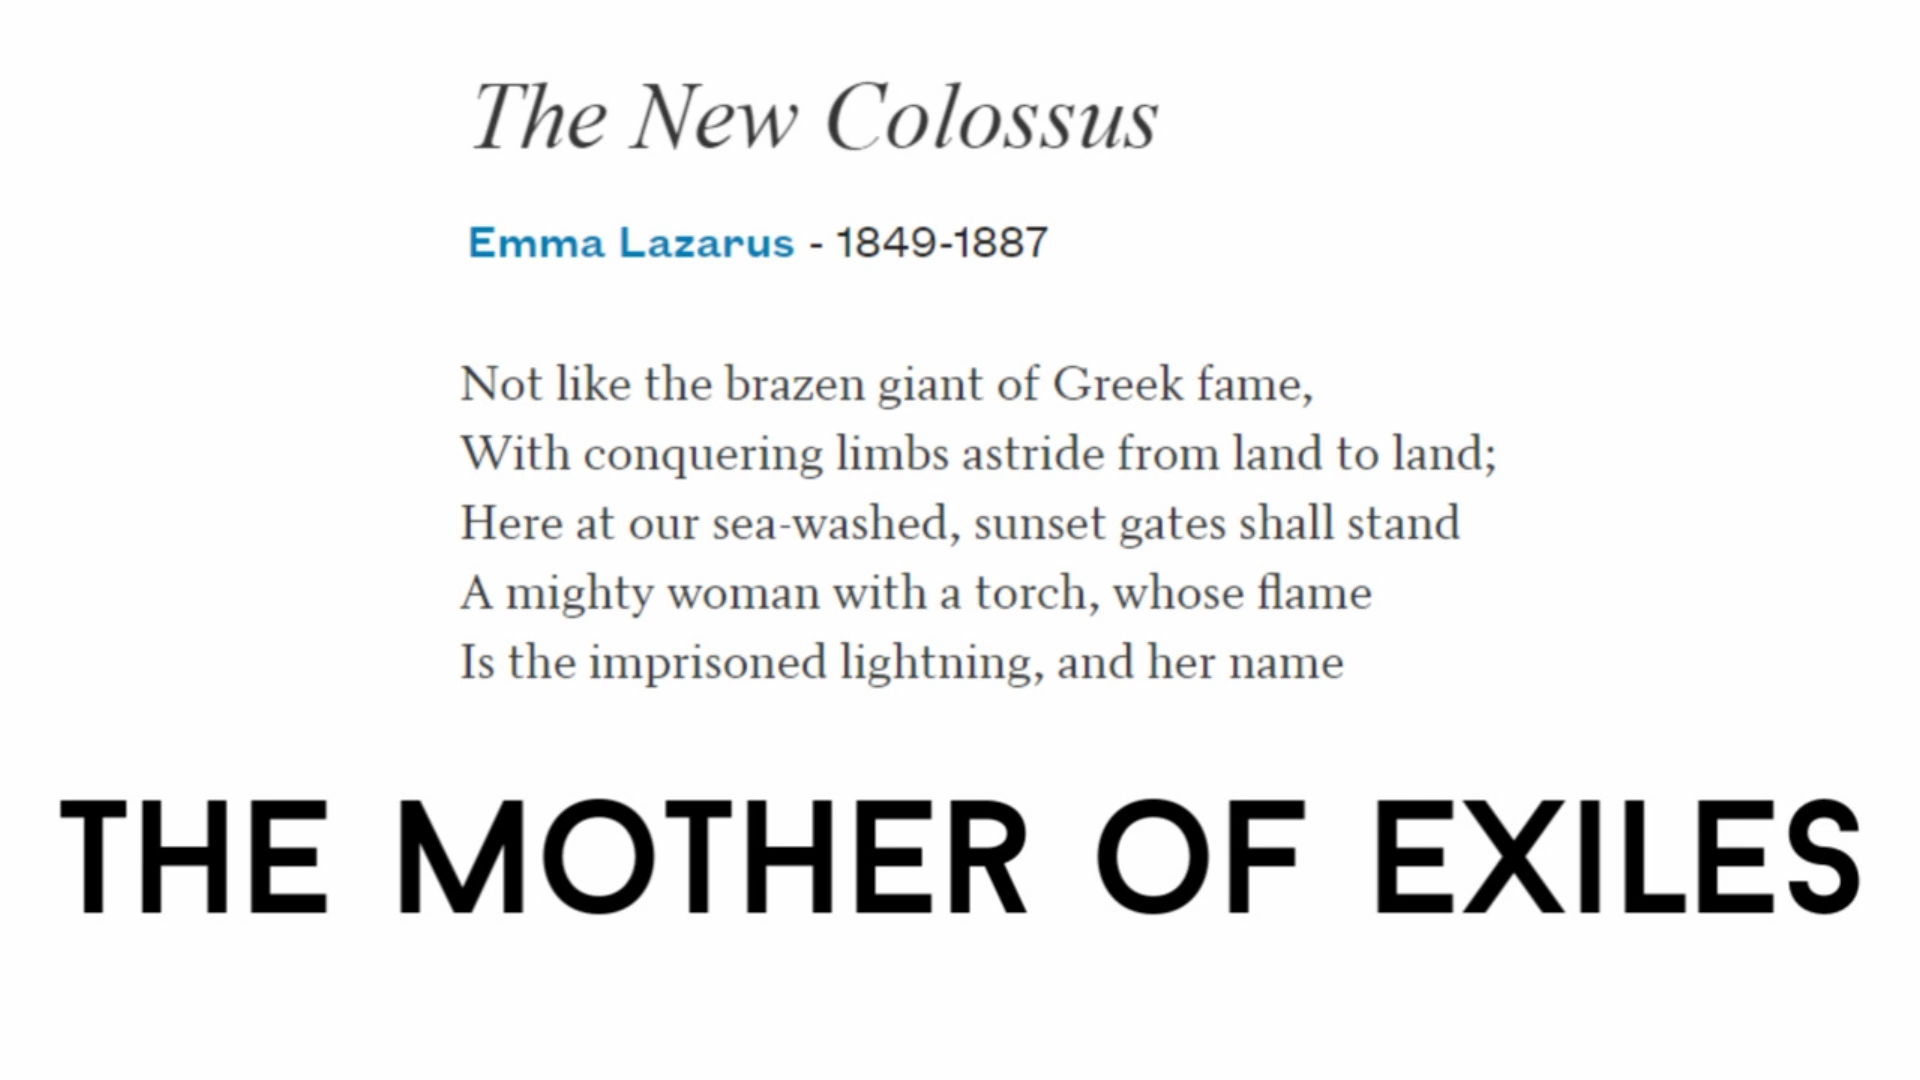 The New Colossus
Emma Lazarus - 1849-1887
Not like the brazen giant of Greek fame,
With conquering limbs astride from land to land;
Here at our sea-washed, sunset gates shall stand
A mighty woman with a torch, whose flame
Is the imprisoned lightning, and her name
THE MOTHER OF EXILES